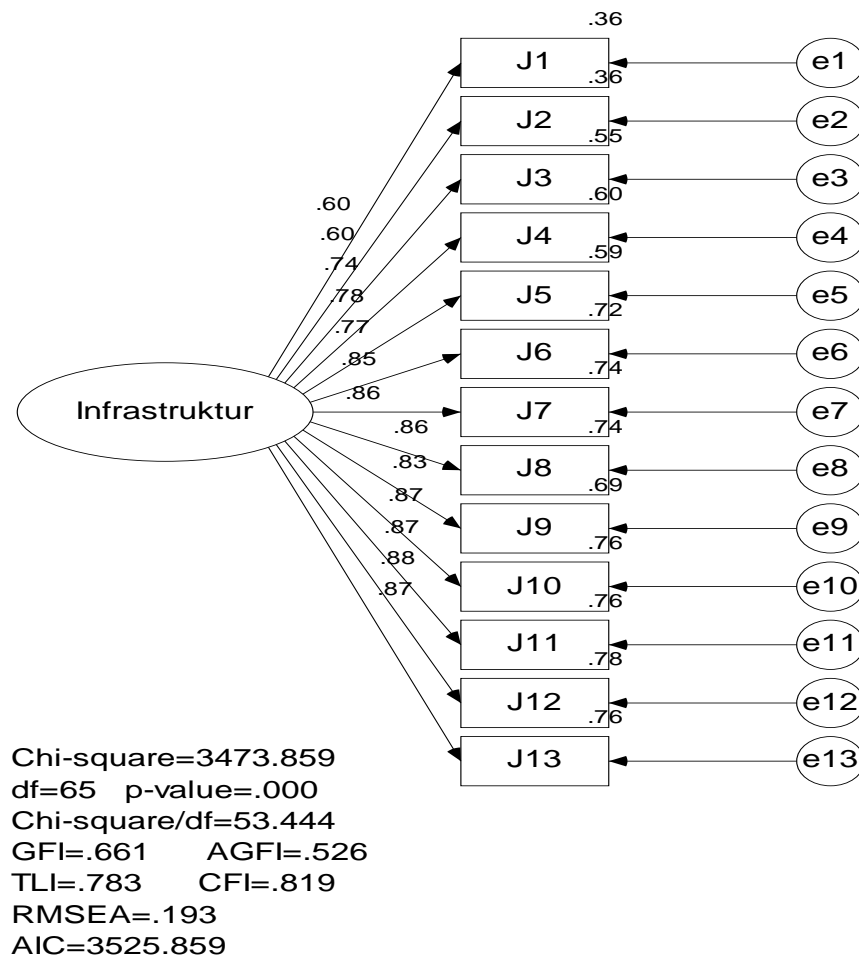 .36
J1 e1
.36
J2 e2
.55
J3 e3
.60
.60
J4 e4
.60
.59
.74
J5 e5
.78
.72
.77
J6 e6
.85
.74
.86
Infrastruktur J7 e7
.86
.74
.83
J8 e8
.69
.87
J9 e9
.87
.76
.88
J10 e10
.87
.76
J11 e11
.78
J12 e12
.76
J13 e13
Chi-square=3473.859
df=65 p-value=.000
Chi-square/df=53.444
GFI=.661 AGFI=.526
TLI=.783 CFI=.819
RMSEA=.193
AIC=3525.859